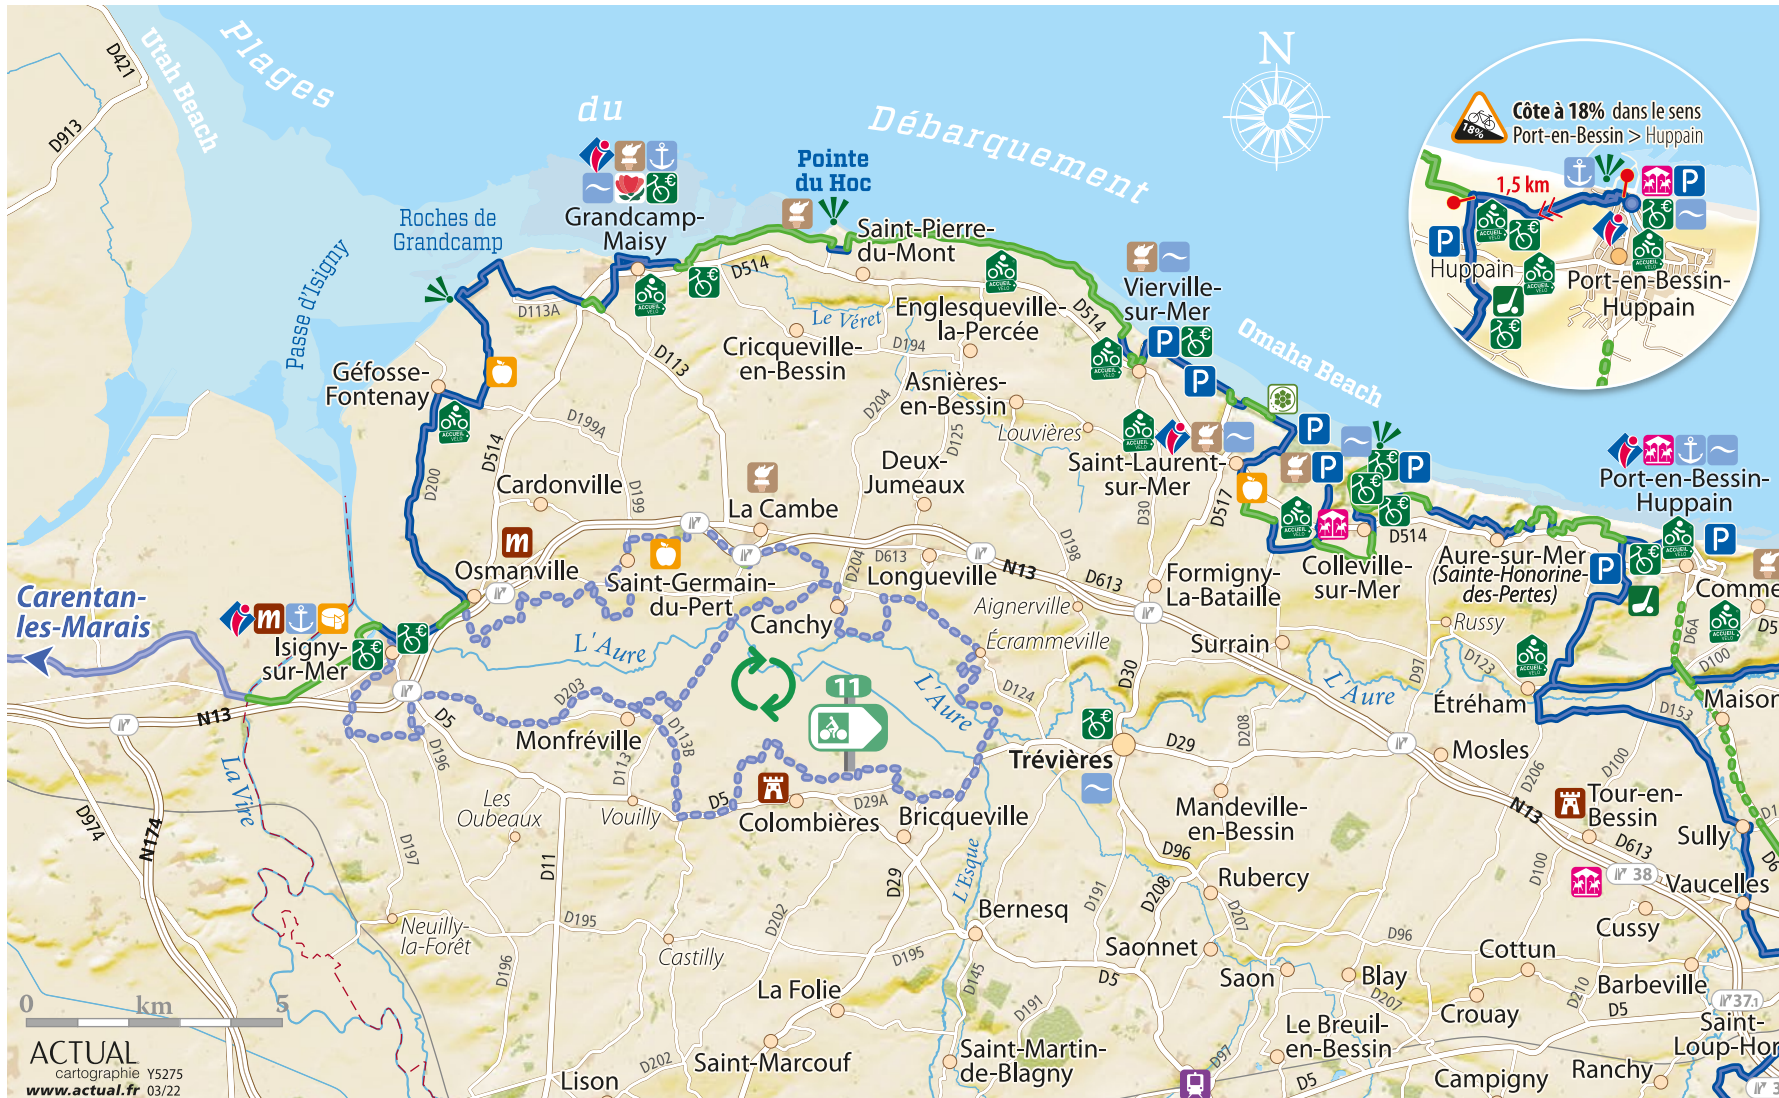 Plages
du
Débarquement
Utah Beach
D421
D913
Passe d'Isigny
Roches de
Grandcamp
Grandcamp-
Maisy
Pointe
du Hoc
Saint-Pierre-
du-Mont
N
Côte à 18% dans le sens
Port-en-Bessin > Huppain
18%
1,5 km
P
P
Huppain
Port-en-Bessin-
Huppain
ACCUEIL
VÉLO
D514
D113A
D113
Le Véret
Englesqueville-
la-Percée
Vierville-
sur-Mer
D514
Omaha Beach
Cricqueville-
en-Bessin
D194
Asnières-
en-Bessin
Géfosse-
Fontenay
D199A
D204
D125
Louvières
P
P
P
P
P
D514
D200
Cardonville
D199
Deux-
Jumeaux
La Cambe
Saint-Laurent-
sur-Mer
D30
D517
Port-en-Bessin-
Huppain
P
P
m
Osmanville
Saint-Germain-
du-Pert
D613
D204
Longueville
N13
D198
D613
Formigny-
La-Bataille
Colleville-
sur-Mer
D514
Aure-sur-Mer
(Sainte-Honorine-
des-Pertes)
Carentan-
les-Marais
m
Isigny-
sur-Mer
Canchy
Aignerville
Écrammeville
L'Aure
L'Aure
L'Aure
Surrain
Russy
D123
D97
D6A
D100
Étréham
D153
N13
D5
D203
D196
Monfréville
D113B
D113
11
D124
D30
D208
Trévières
D29
Mosles
D206
D100
La Vire
D974
N174
Les
Oubeaux
Vouilly
D5
Colombières
D29A
Bricqueville
Mandeville-
en-Bessin
N13
Tour-en-
Bessin
D613
Sully
38
Vaucelles
D197
D11
D29
L'Esque
D191
D96
D208
Rubercy
D100
Cussy
Neuilly-
la-Forêt
D195
D202
Castilly
D195
Bernesq
Saonnet
D207
D96
Cottun
D196
D145
D5
Saon
Blay
D207
D210
Barbeville
La Folie
D191
Crouay
D5
37.1
0 km 5
Saint-Marcouf
Saint-Martin-
de-Blagny
Le Breuil-
en-Bessin
D97
D5
Campigny
Ranchy
D202
Lison
ACTUAL
cartographie Y5275
www.actual.fr 03/22